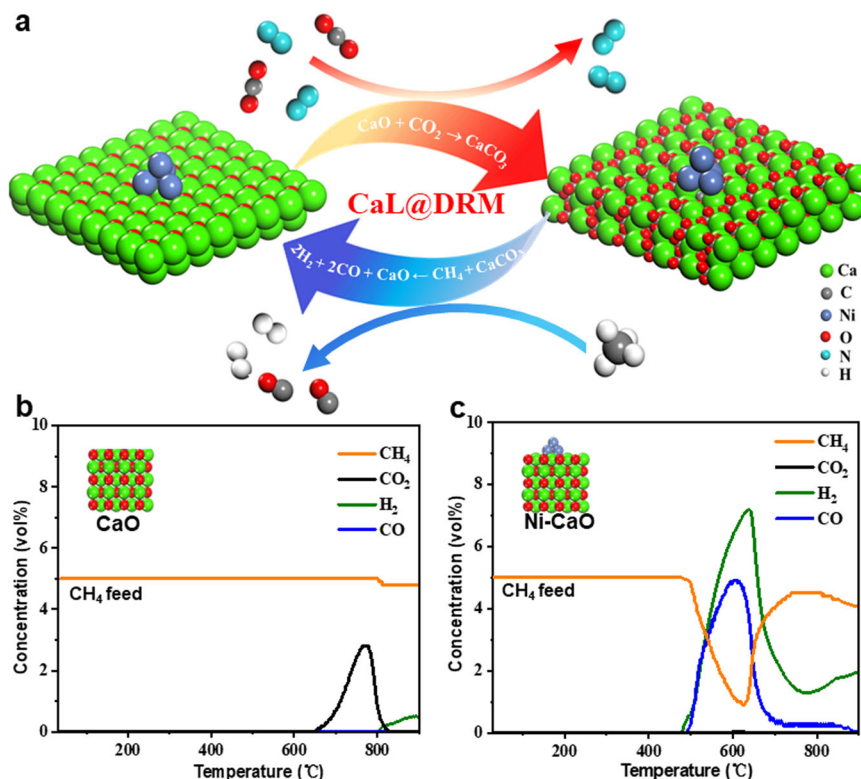 a
CaO + CO₂ → CaCO₃
CaL@DRM
2H₂ + 2CO + CaO ← CH₄ + CaCO₃
Ca
C
Ni
O
N
H
b
10
8
6
4
2
0
Concentration (vol%)
CaO
CH₄
CO₂
H₂
CO
CH₄ feed
200
400
600
800
Temperature (℃)
c
10
8
6
4
2
0
Concentration (vol%)
Ni-CaO
CH₄
CO₂
H₂
CO
CH₄ feed
200
400
600
800
Temperature (℃)